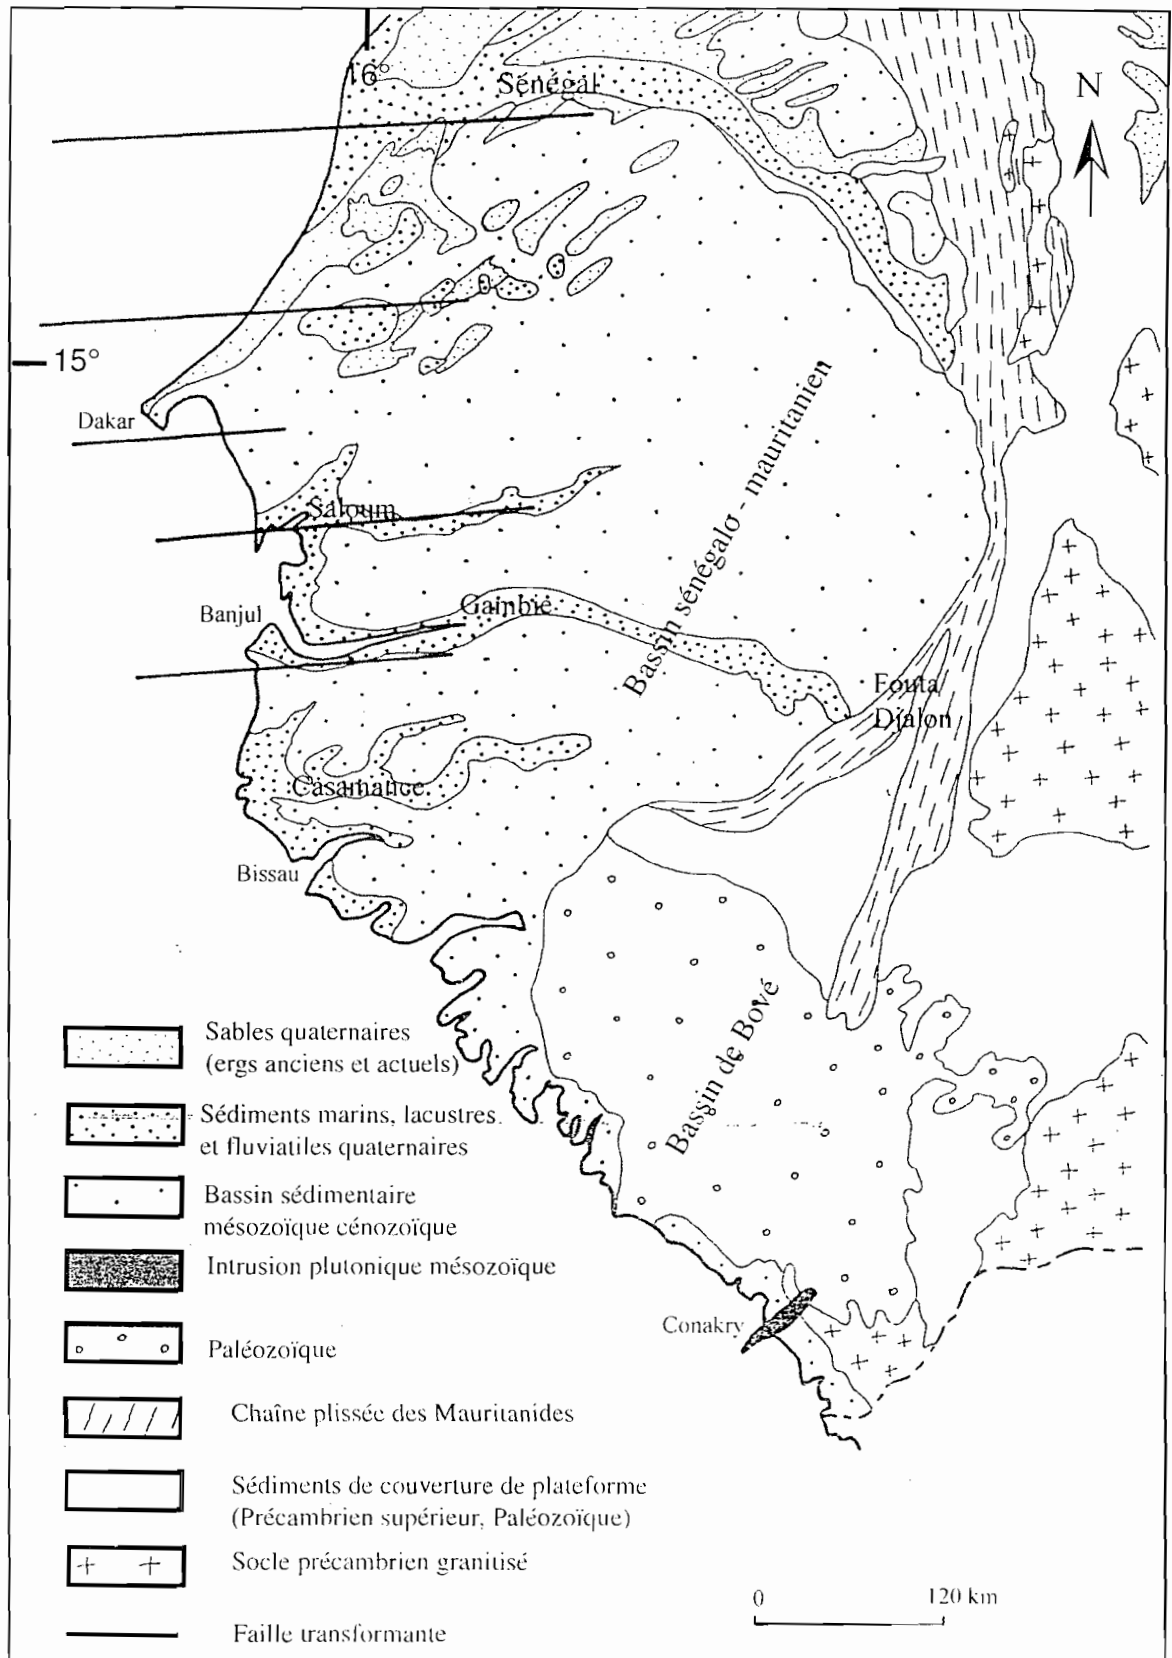 16°
Sénégal
N
15°
Dakar
Saloum
Banjul
Gambie
Bassin sénégalo - mauritanien
Fouta
Djalon
Casamance
Bissau
Bassin de Bové
Conakry
Sables quaternaires
(ergs anciens et actuels)
Sédiments marins, lacustres
et fluviatiles quaternaires
Bassin sédimentaire
mésozoïque cénozoïque
Intrusion plutonique mésozoïque
Paléozoïque
Chaîne plissée des Mauritanides
Sédiments de couverture de plateforme
(Précambrien supérieur, Paléozoïque)
Socle précambrien granitisé
Faille transformante
0 120 km